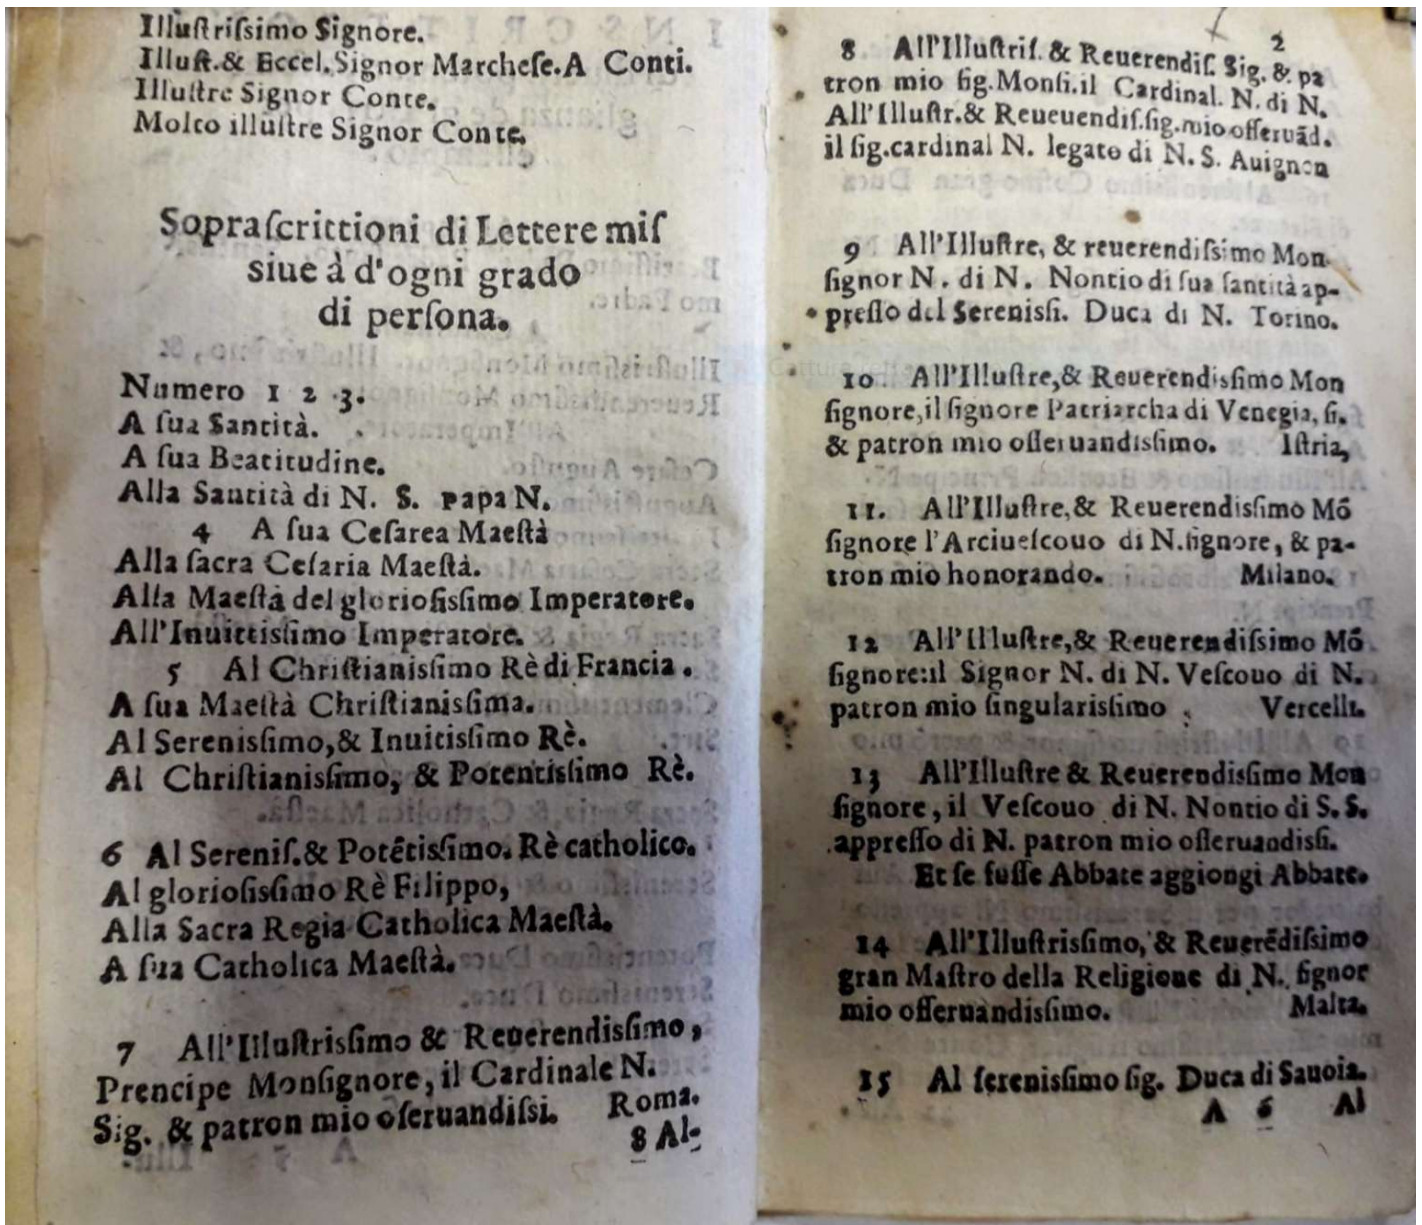 Illuſtriſsimo Signore.
Illuſt.& Eccel.Signor Marcheſe.A Conti.
Illuſtre Signor Conte.
Molto illuſtre Signor Conte.
Sopraſcrittioni di Lettere miſ
siue à d'ogni grado
di perſona.
Numero 1 2 3.
A ſua Santità.
A ſua Beatitudine.
Alla Santità di N. S. papa N.
4 A ſua Ceſarea Maeſtà
Alla ſacra Ceſaria Maeſtà.
Alla Maeſtà del glorioſiſsimo Imperatore.
All'Inuittisſimo Imperatore.
5 Al Chriſtianisſimo Rè di Francia.
A ſua Maeſtà Chriſtianisſima.
Al Serenisſimo,& Inuitisſimo Rè.
Al Chriſtianisſimo, & Potentisſimo Rè.
6 Al Sereniſ.& Potẽtisſimo. Rè catholico.
Al glorioſisſimo Rè Filippo,
Alla Sacra Regia Catholica Maeſtà.
A ſua Catholica Maeſtà.
7 All'Illuſtrisſimo & Reuerendisſimo,
Prencipe Monſignore, il Cardinale N.
Sig. & patron mio oſeruandiſsi. Roma.
8 Al-
2
8 All'Illuſtriſ. & Reuerendiſ. Sig. & pa
tron mio ſig.Monſi.il Cardinal. N. di N.
All'Illuſtr.& Reueuendiſ.ſig.mio oſſeruãd.
il ſig.cardinal N. legato di N. S. Auignon
9 All'Illuſtre, & reuerendiſsimo Mon
ſignor N. di N. Nontio di ſua ſantità ap-
preſſo del Sereniſsi. Duca di N. Torino.
10 All'Illuſtre,& Reuerendisſimo Mon
ſignore,il ſignore Patriarcha di Venegia, ſi.
& patron mio oſſeruandisſimo. Iſtria,
11. All'Illuſtre,& Reuerendisſimo Mõ
ſignore l'Arciueſcouo di N.ſignore, & pa-
tron mio honorando. Milano.
12 All'Illuſtre,& Reuerendiſsimo Mõ
ſignore:il Signor N. di N. Veſcouo di N.
patron mio ſingularisſimo Vercelli.
13 All'Illuſtre & Reuerendisſimo Mon
ſignore, il Veſcouo di N. Nontio di S. S.
appreſſo di N. patron mio oſſeruandisſi.
Et ſe fuſſe Abbate aggiongi Abbate.
14 All'Illuſtrisſimo, & Reuerẽdiſsimo
gran Maſtro della Religione di N. ſignor
mio oſſeruàndisſimo. Malta.
15 Al ſerenisſimo ſig. Duca di Sauoia.
A 6 Al